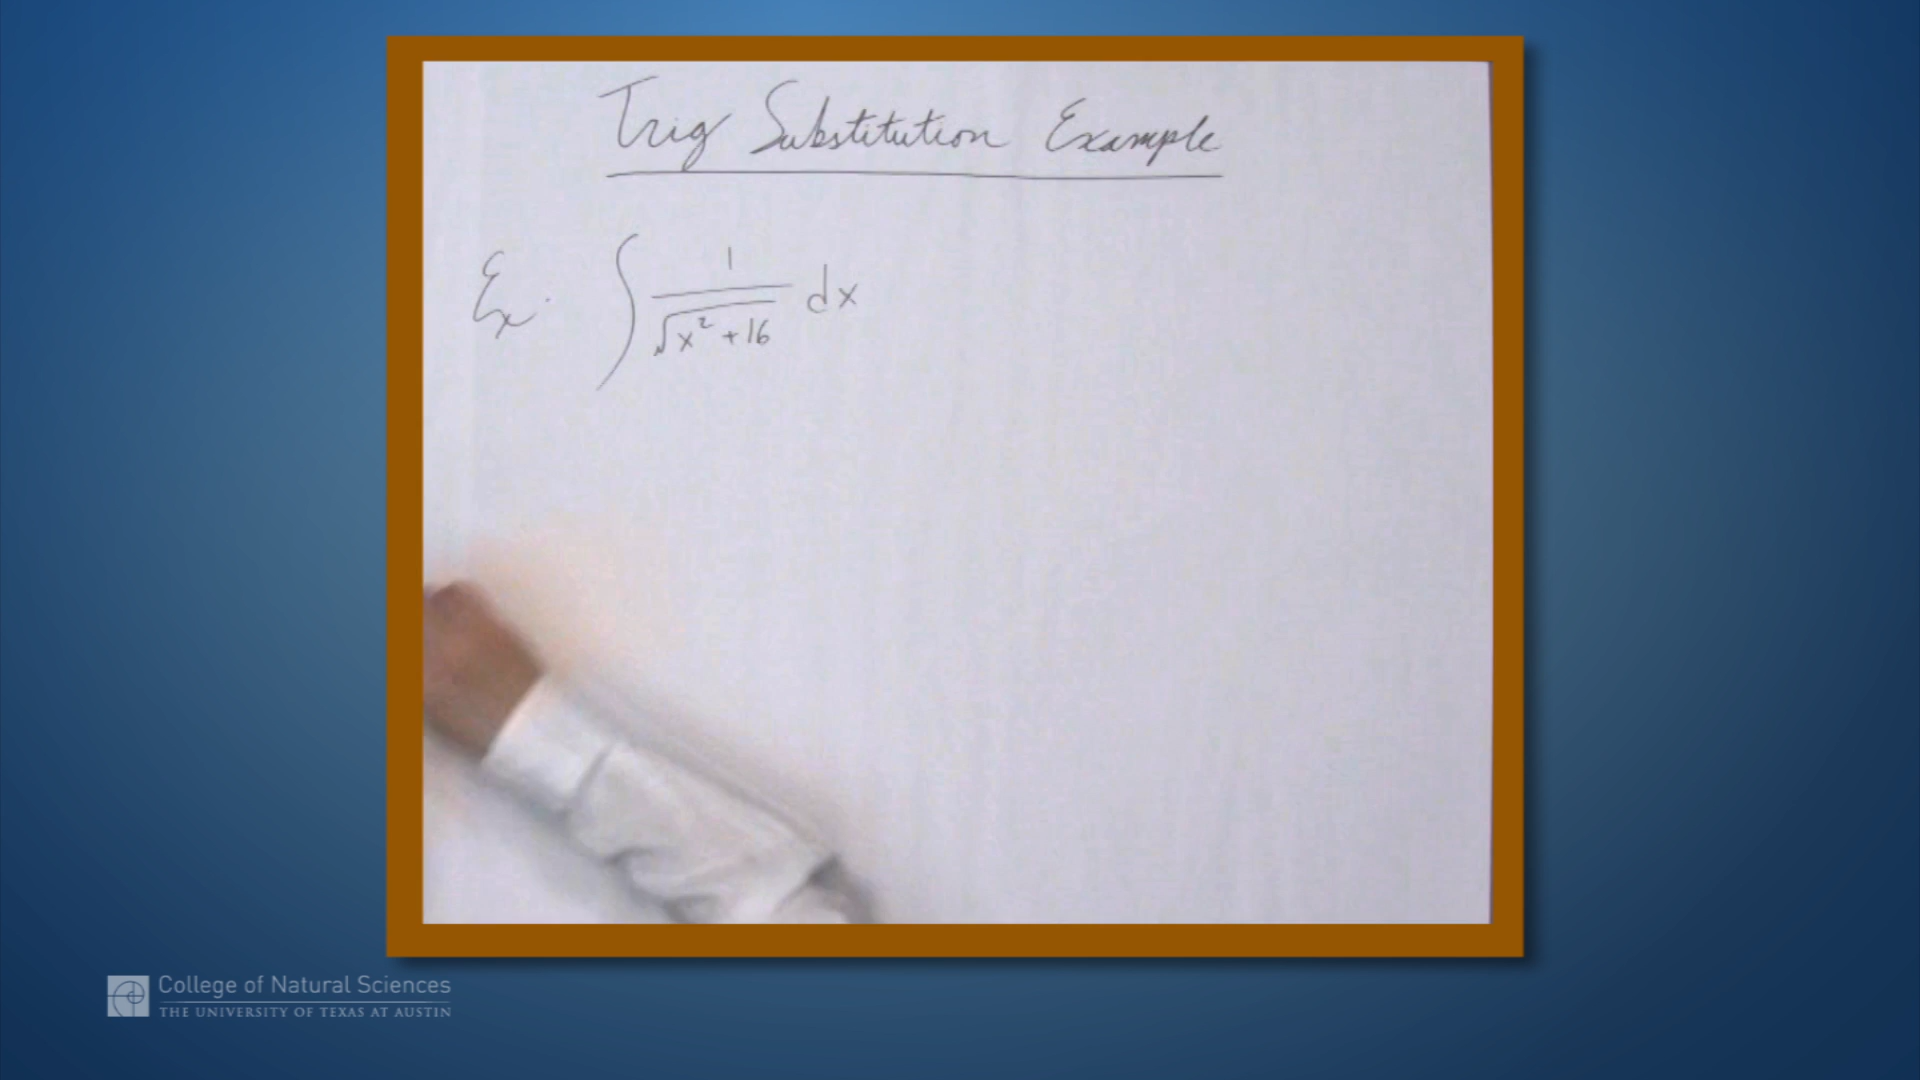 Trig Substitution Example
Ex. ∫ 1/√(x² + 16) dx
College of Natural Sciences
THE UNIVERSITY OF TEXAS AT AUSTIN